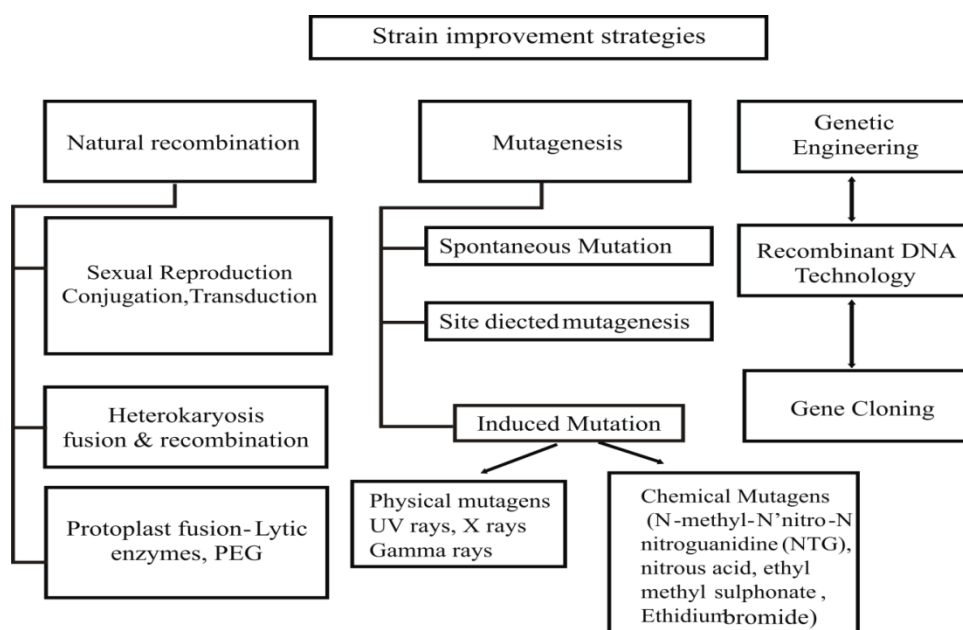 Strain improvement strategies
Natural recombination
Sexual Reproduction
Conjugation,Transduction
Heterokaryosis
fusion & recombination
Protoplast fusion-Lytic
enzymes, PEG
Mutagenesis
Spontaneous Mutation
Site diected mutagenesis
Induced Mutation
Physical mutagens
UV rays, X rays
Gamma rays
Chemical Mutagens
(N-methyl-N'nitro-N
nitroguanidine (NTG),
nitrous acid, ethyl
methyl sulphonate ,
Ethidium bromide)
Genetic
Engineering
Recombinant DNA
Technology
Gene Cloning